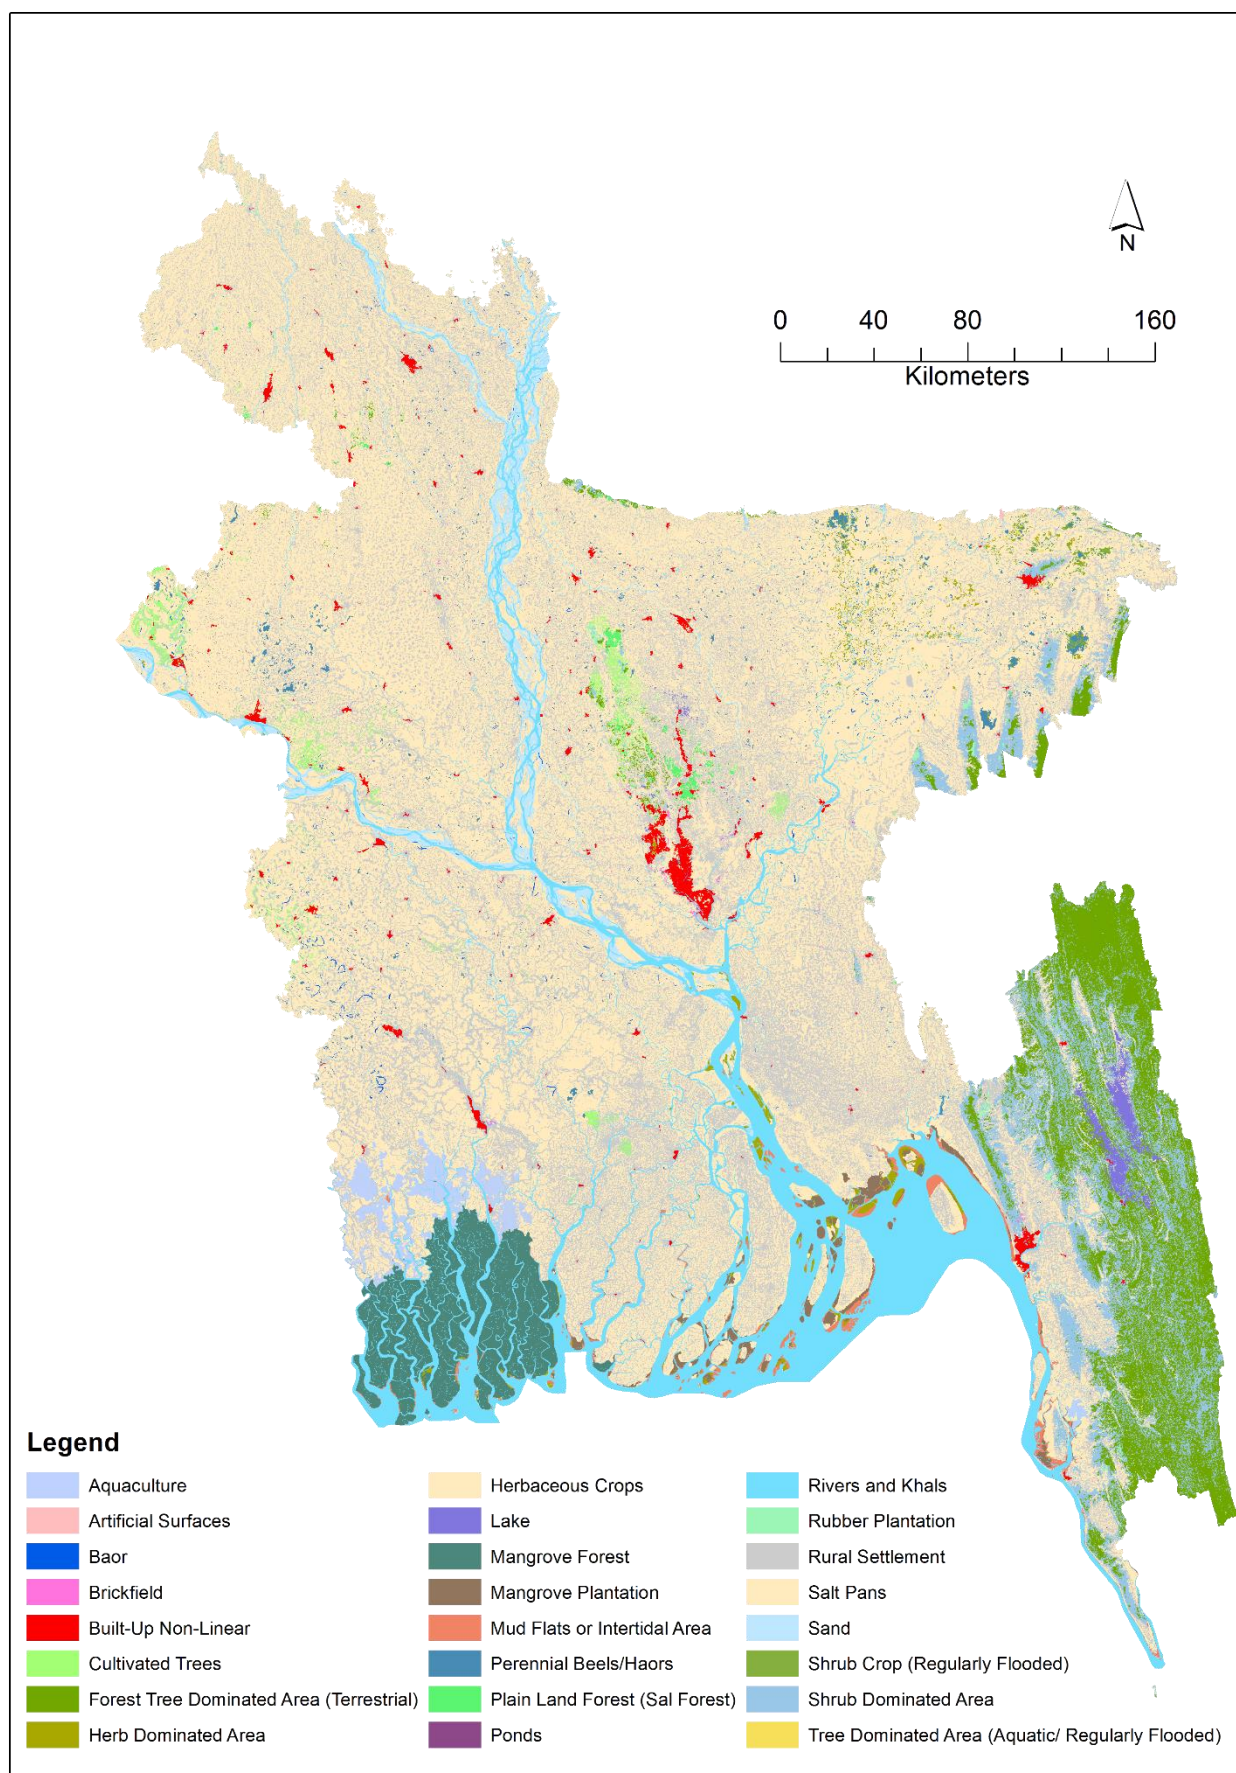 N
0 40 80 160
Kilometers
Legend
Aquaculture
Artificial Surfaces
Baor
Brickfield
Built-Up Non-Linear
Cultivated Trees
Forest Tree Dominated Area (Terrestrial)
Herb Dominated Area
Herbaceous Crops
Lake
Mangrove Forest
Mangrove Plantation
Mud Flats or Intertidal Area
Perennial Beels/Haors
Plain Land Forest (Sal Forest)
Ponds
Rivers and Khals
Rubber Plantation
Rural Settlement
Salt Pans
Sand
Shrub Crop (Regularly Flooded)
Shrub Dominated Area
Tree Dominated Area (Aquatic/ Regularly Flooded)